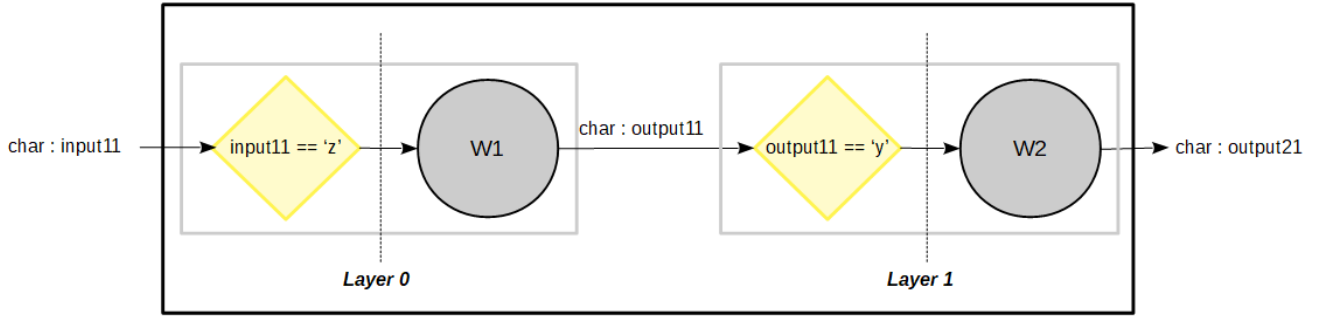 char : input11
input11 == ‘z’
W1
char : output11
output11 == ‘y’
W2
char : output21
Layer 0
Layer 1